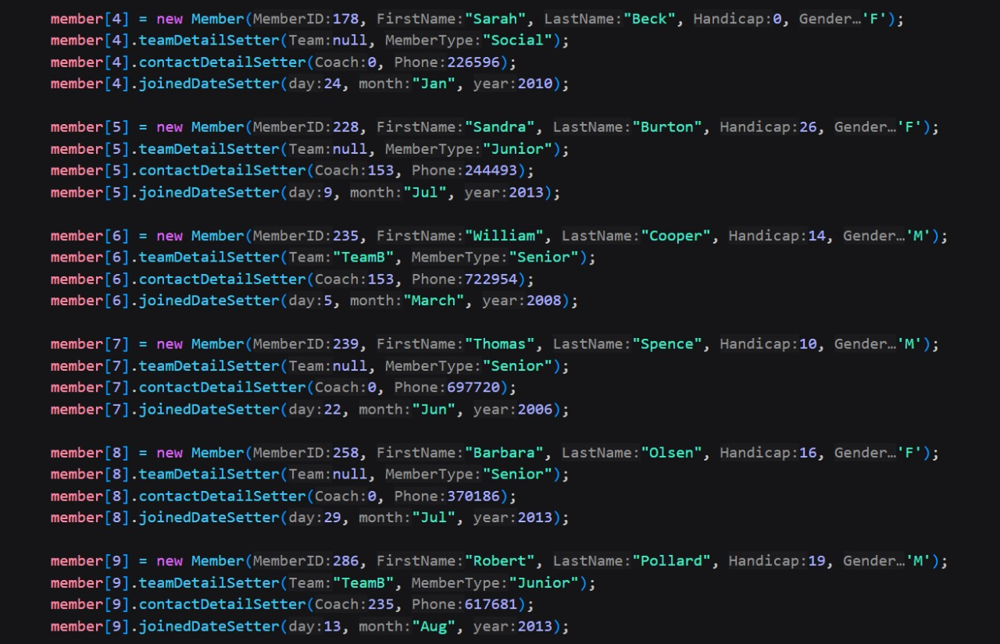 member[4] = new Member(MemberID:178, FirstName:"Sarah", LastName:"Beck", Handicap:0, Gender…'F');
member[4].teamDetailSetter(Team:null, MemberType:"Social");
member[4].contactDetailSetter(Coach:0, Phone:226596);
member[4].joinedDateSetter(day:24, month:"Jan", year:2010);
member[5] = new Member(MemberID:228, FirstName:"Sandra", LastName:"Burton", Handicap:26, Gender…'F');
member[5].teamDetailSetter(Team:null, MemberType:"Junior");
member[5].contactDetailSetter(Coach:153, Phone:244493);
member[5].joinedDateSetter(day:9, month:"Jul", year:2013);
member[6] = new Member(MemberID:235, FirstName:"William", LastName:"Cooper", Handicap:14, Gender…'M');
member[6].teamDetailSetter(Team:"TeamB", MemberType:"Senior");
member[6].contactDetailSetter(Coach:153, Phone:722954);
member[6].joinedDateSetter(day:5, month:"March", year:2008);
member[7] = new Member(MemberID:239, FirstName:"Thomas", LastName:"Spence", Handicap:10, Gender…'M');
member[7].teamDetailSetter(Team:null, MemberType:"Senior");
member[7].contactDetailSetter(Coach:0, Phone:697720);
member[7].joinedDateSetter(day:22, month:"Jun", year:2006);
member[8] = new Member(MemberID:258, FirstName:"Barbara", LastName:"Olsen", Handicap:16, Gender…'F');
member[8].teamDetailSetter(Team:null, MemberType:"Senior");
member[8].contactDetailSetter(Coach:0, Phone:370186);
member[8].joinedDateSetter(day:29, month:"Jul", year:2013);
member[9] = new Member(MemberID:286, FirstName:"Robert", LastName:"Pollard", Handicap:19, Gender…'M');
member[9].teamDetailSetter(Team:"TeamB", MemberType:"Junior");
member[9].contactDetailSetter(Coach:235, Phone:617681);
member[9].joinedDateSetter(day:13, month:"Aug", year:2013);